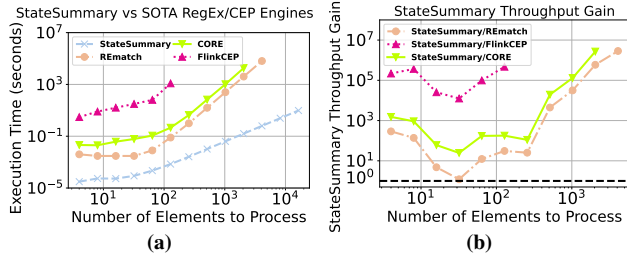 StateSummary vs SOTA RegEx/CEP Engines
Execution Time (seconds)
10^7
10^3
10^−1
10^−5
StateSummary
REmatch
CORE
FlinkCEP
10^1 10^2 10^3 10^4
Number of Elements to Process
(a)
StateSummary Throughput Gain
StateSummary Throughput Gain
10^7
10^5
10^3
10^1
10^0
StateSummary/REmatch
StateSummary/FlinkCEP
StateSummary/CORE
10^1 10^2 10^3
Number of Elements to Process
(b)